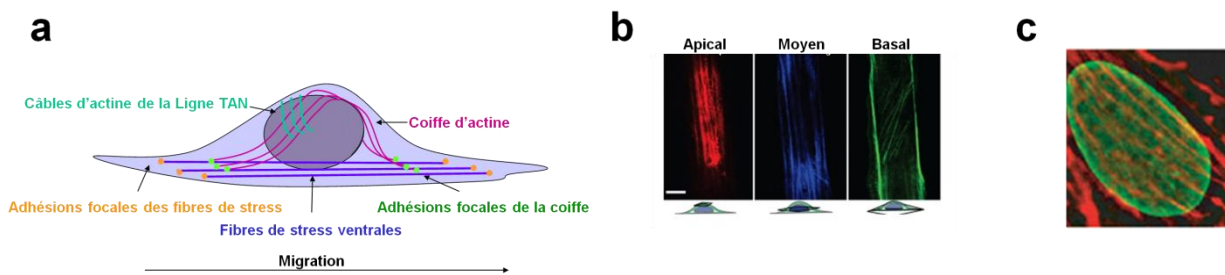 a
Câbles d'actine de la Ligne TAN
Coiffe d'actine
Adhésions focales des fibres de stress
Adhésions focales de la coiffe
Fibres de stress ventrales
Migration
b
Apical
Moyen
Basal
c